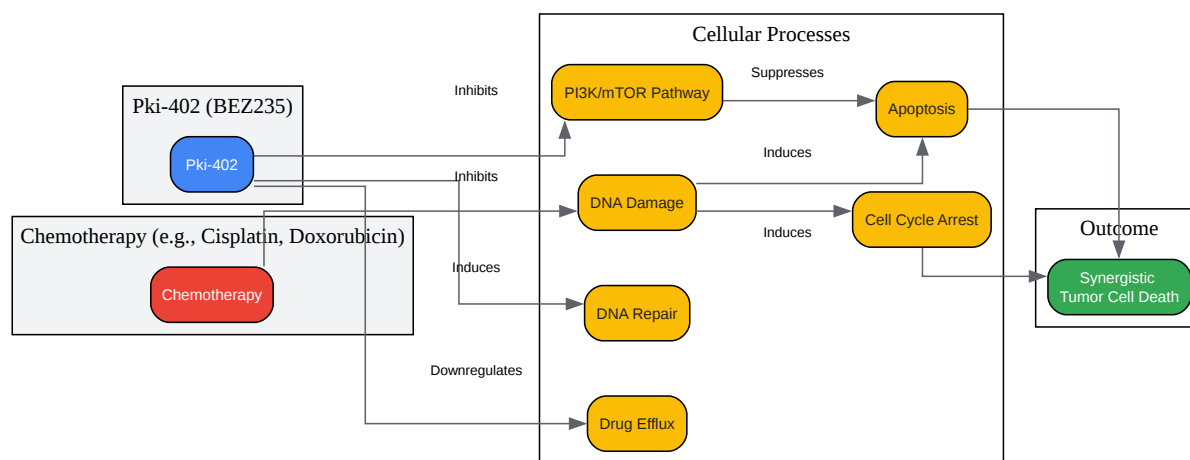 Cellular Processes
Suppresses
Inhibits
PI3K/mTOR Pathway
Pki-402 (BEZ235)
Apoptosis
Pki-402
Induces
Inhibits
DNA Damage
Cell Cycle Arrest
Induces
Outcome
Chemotherapy (e.g., Cisplatin, Doxorubicin)
Induces
Synergistic
Tumor Cell Death
Chemotherapy
DNA Repair
Downregulates
Drug Efflux